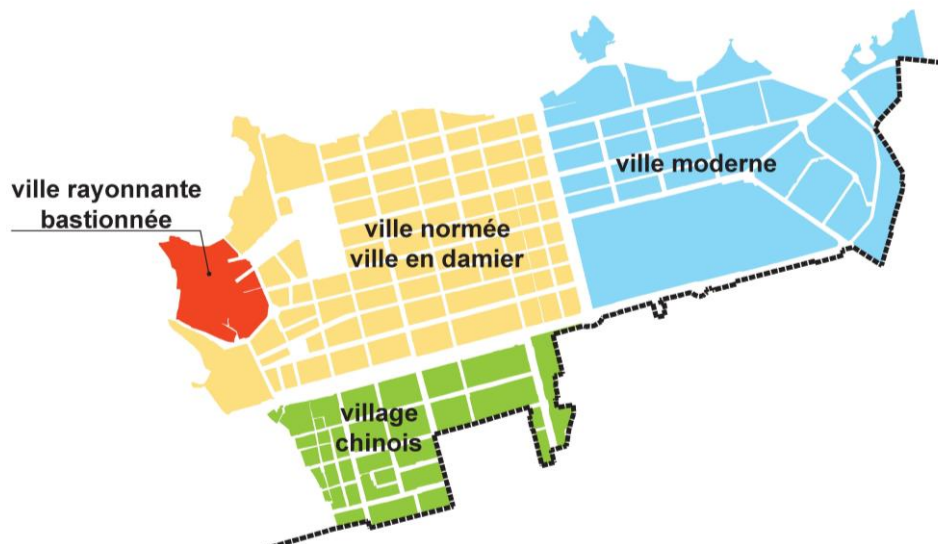 ville moderne
ville rayonnante
bastionnée
ville normée
ville en damier
village
chinois